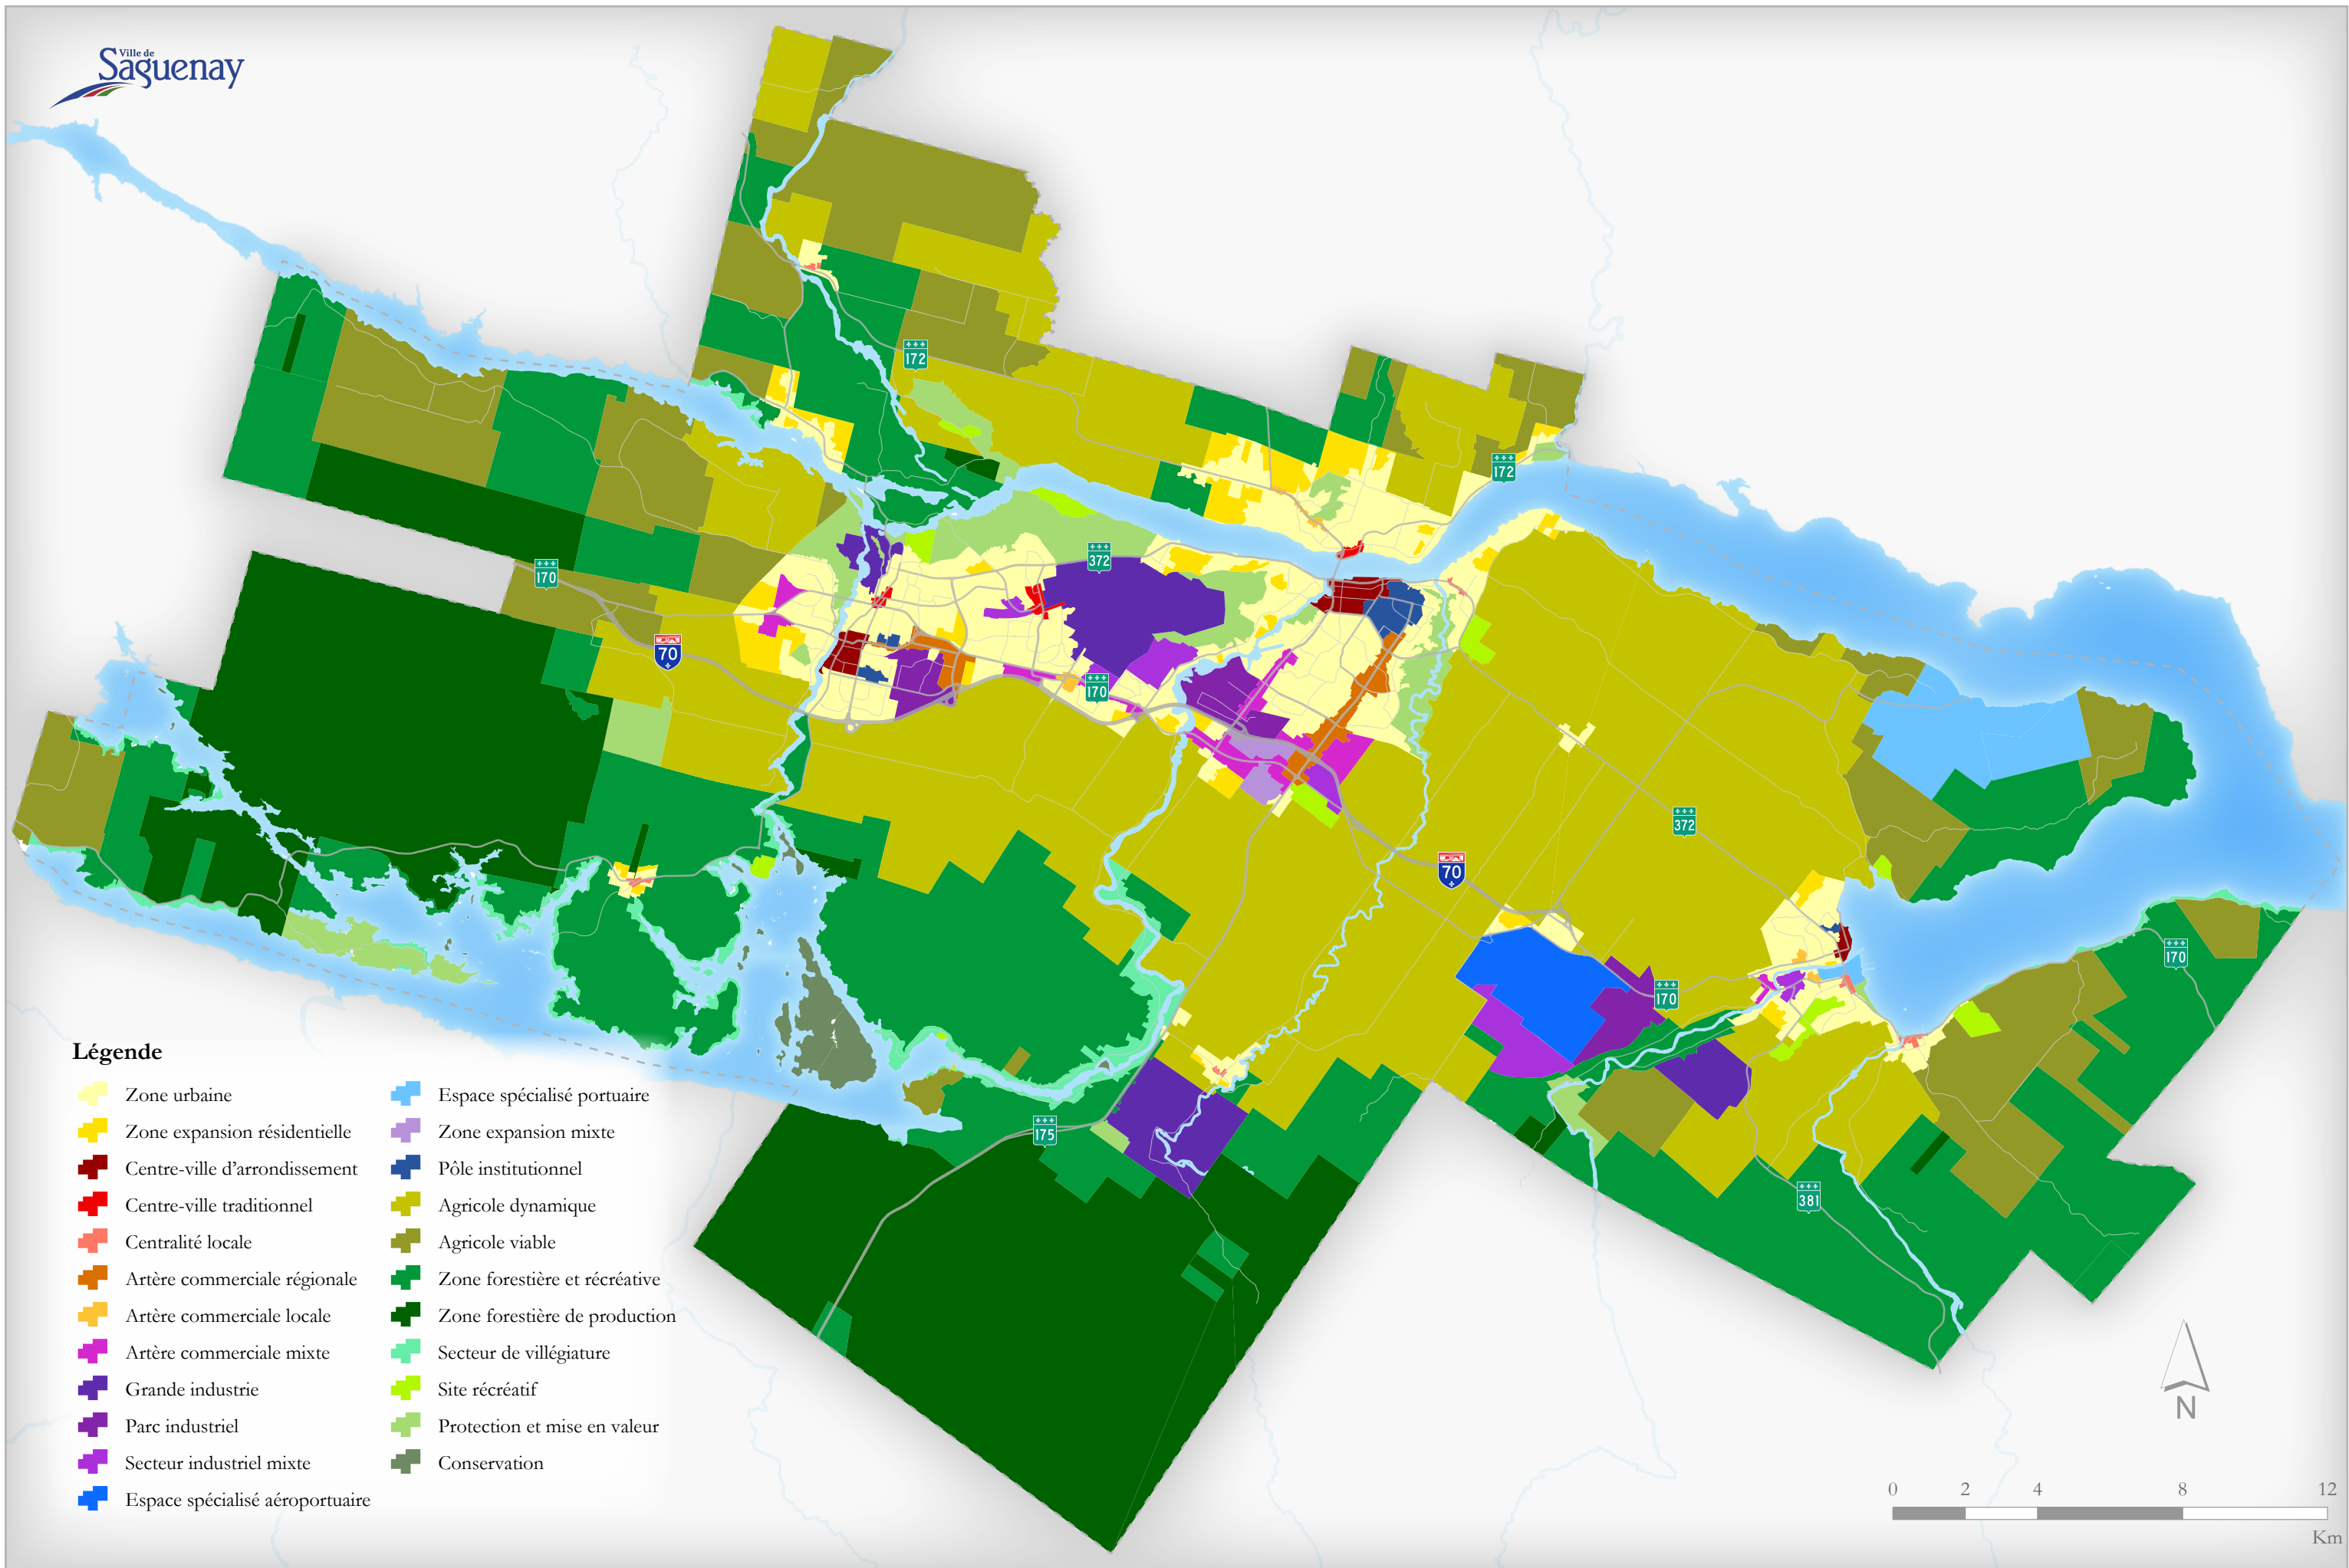 Ville de
Saguenay
172
172
372
170
70
170
372
70
170
170
175
381
Légende
Zone urbaine
Zone expansion résidentielle
Centre-ville d'arrondissement
Centre-ville traditionnel
Centralité locale
Artère commerciale régionale
Artère commerciale locale
Artère commerciale mixte
Grande industrie
Parc industriel
Secteur industriel mixte
Espace spécialisé aéroportuaire
Espace spécialisé portuaire
Zone expansion mixte
Pôle institutionnel
Agricole dynamique
Agricole viable
Zone forestière et récréative
Zone forestière de production
Secteur de villégiature
Site récréatif
Protection et mise en valeur
Conservation
N
0 2 4 8 12
Km